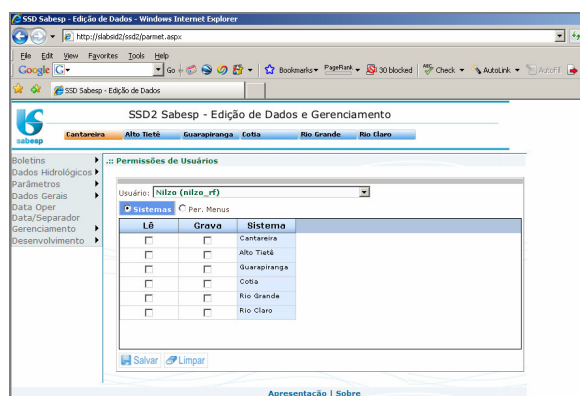 SSD Sabesp - Edição de Dados - Windows Internet Explorer
http://slabsid2/ssd2/parmet.aspx
File Edit View Favorites Tools Help
Google G Go Bookmarks PageRank 30 blocked Check AutoLink AutoFill
SSD Sabesp - Edição de Dados
SSD2 Sabesp - Edição de Dados e Gerenciamento
sabesp
Cantareira Alto Tietê Guarapiranga Cotia Rio Grande Rio Claro
Boletins
Dados Hidrológicos
Parâmetros
Dados Gerais
Data Oper
Data/Separador
Gerenciamento
Desenvolvimento
.:: Permissões de Usuários
Usuário: Nilzo (nilzo_rf)
Sistemas Per. Menus
Lê Grava Sistema
Cantareira
Alto Tietê
Guarapiranga
Cotia
Rio Grande
Rio Claro
Salvar Limpar
Apresentação | Sobre